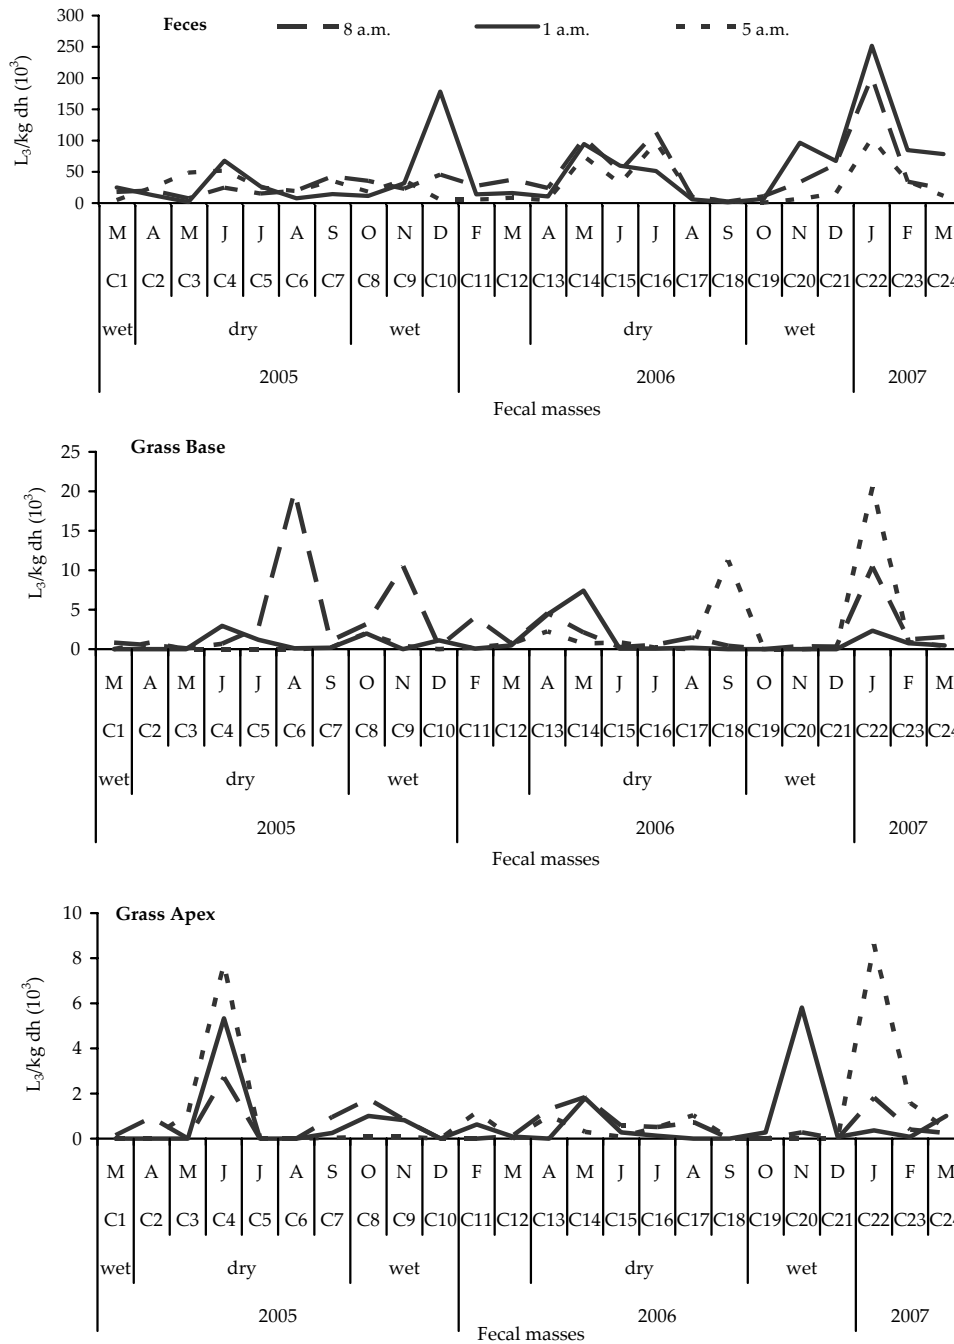 Feces 8 a.m. 1 a.m. 5 a.m.
L3/kg dh (10³)
300
250
200
150
100
50
0
M A M J J A S O N D F M A M J J A S O N D J F M
C1 C2 C3 C4 C5 C6 C7 C8 C9 C10 C11 C12 C13 C14 C15 C16 C17 C18 C19 C20 C21 C22 C23 C24
wet dry wet dry wet
2005 2006 2007
Fecal masses
Grass Base
L3/kg dh (10³)
25
20
15
10
5
0
M A M J J A S O N D F M A M J J A S O N D J F M
C1 C2 C3 C4 C5 C6 C7 C8 C9 C10 C11 C12 C13 C14 C15 C16 C17 C18 C19 C20 C21 C22 C23 C24
wet dry wet dry wet
2005 2006 2007
Fecal masses
Grass Apex
L3/kg dh (10³)
10
8
6
4
2
0
M A M J J A S O N D F M A M J J A S O N D J F M
C1 C2 C3 C4 C5 C6 C7 C8 C9 C10 C11 C12 C13 C14 C15 C16 C17 C18 C19 C20 C21 C22 C23 C24
wet dry wet dry wet
2005 2006 2007
Fecal masses